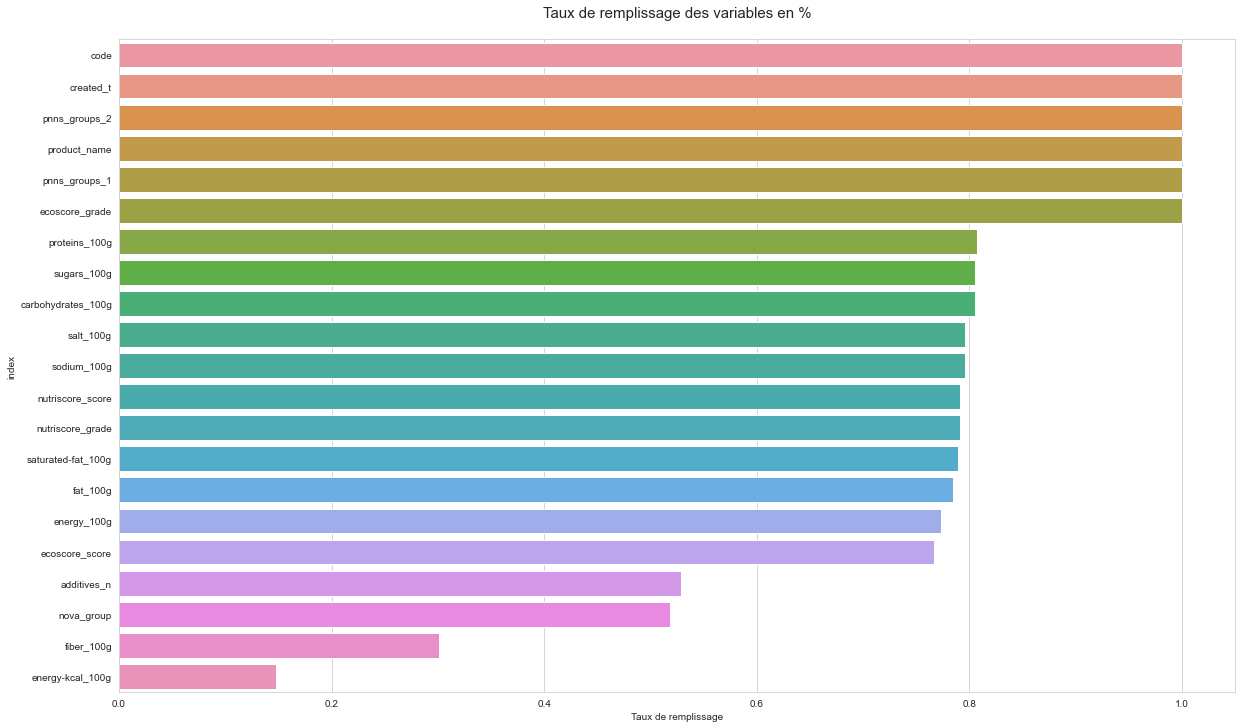 Taux de remplissage des variables en %
code
created_t
pnns_groups_2
product_name
pnns_groups_1
ecoscore_grade
proteins_100g
sugars_100g
carbohydrates_100g
salt_100g
sodium_100g
nutriscore_score
nutriscore_grade
saturated-fat_100g
fat_100g
energy_100g
ecoscore_score
additives_n
nova_group
fiber_100g
energy-kcal_100g
index
0.0 0.2 0.4 0.6 0.8 1.0
Taux de remplissage